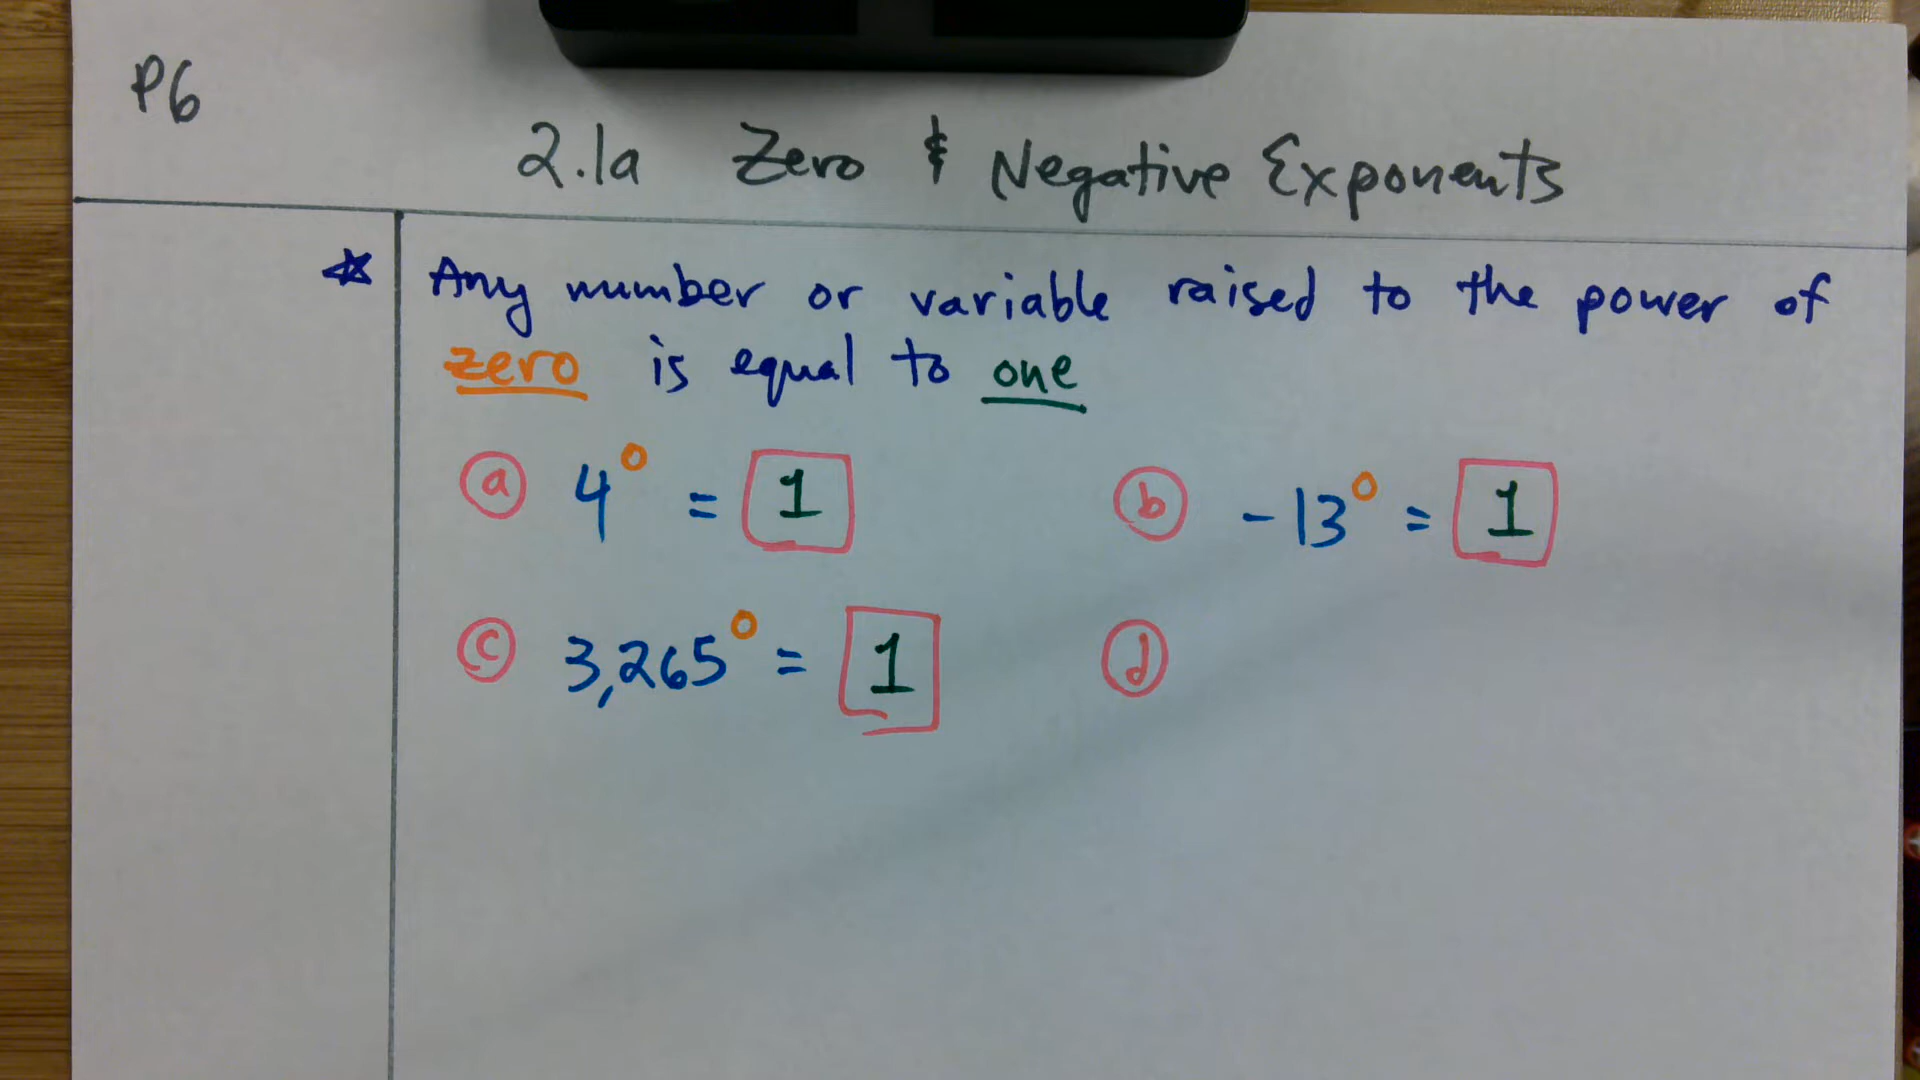 P6
2.1a Zero & Negative Exponents
☆ Any number or variable raised to the power of
zero is equal to one
ⓐ 4⁰ = 1 ⓑ -13⁰ = 1
ⓒ 3,265⁰ = 1 ⓓ